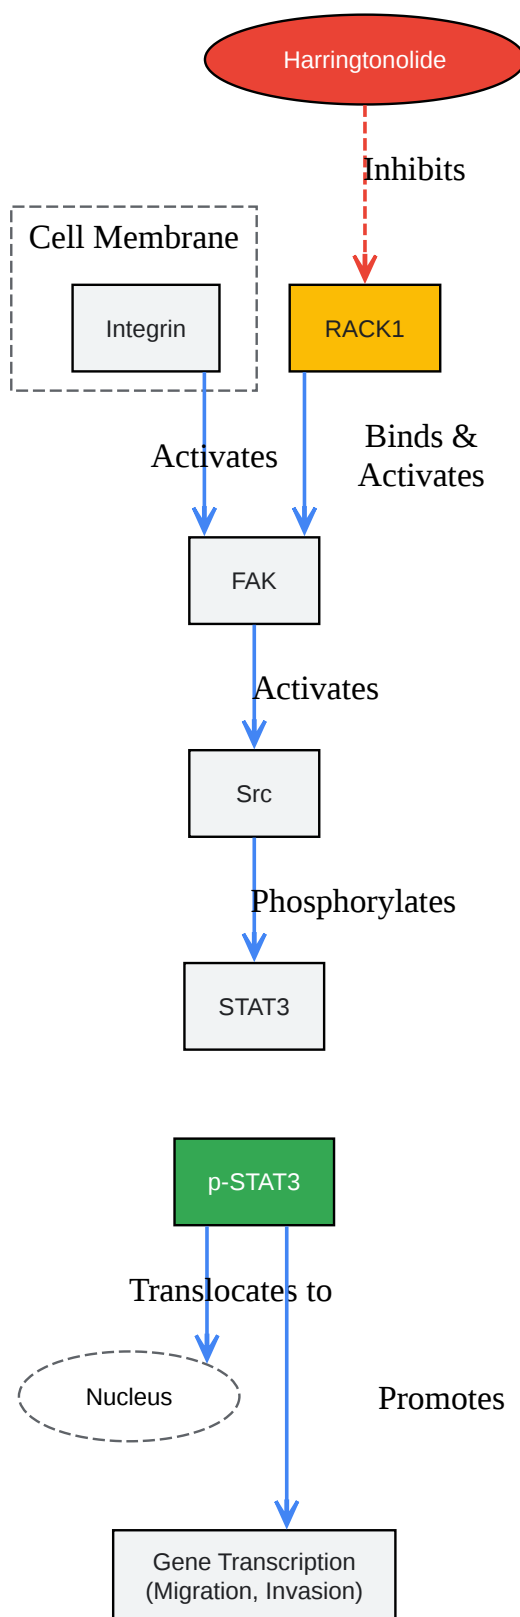 Harringtonolide
Inhibits
Cell Membrane
Integrin
RACK1
Activates
Binds &
Activates
FAK
Activates
Src
Phosphorylates
STAT3
p-STAT3
Translocates to
Nucleus
Promotes
Gene Transcription
(Migration, Invasion)